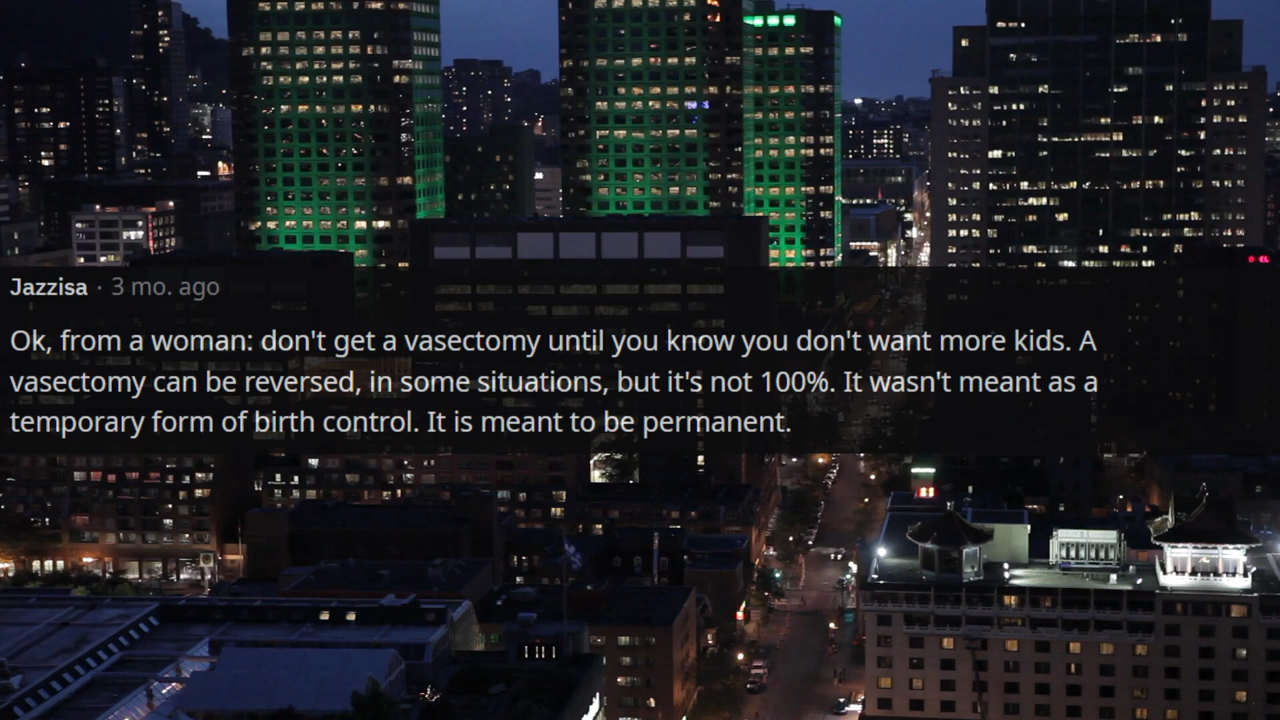 Jazzisa · 3 mo. ago
Ok, from a woman: don't get a vasectomy until you know you don't want more kids. A
vasectomy can be reversed, in some situations, but it's not 100%. It wasn't meant as a
temporary form of birth control. It is meant to be permanent.